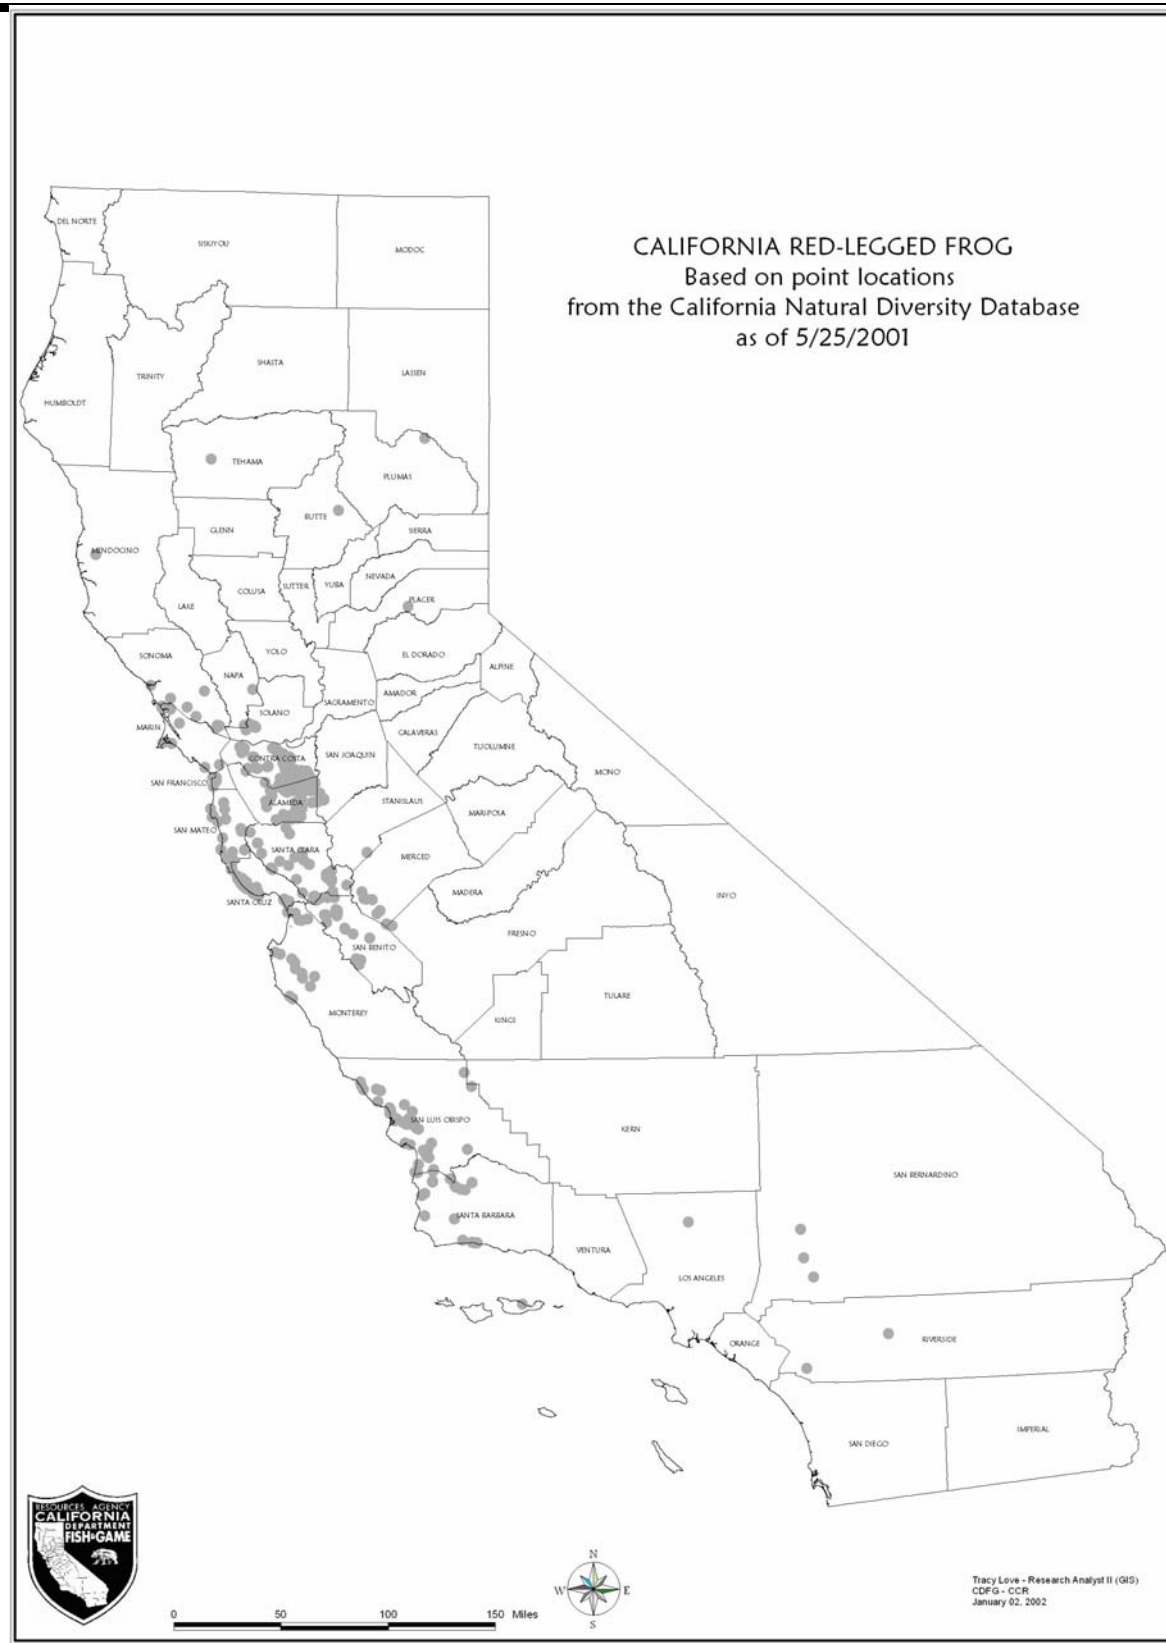 CALIFORNIA RED-LEGGED FROG
Based on point locations
from the California Natural Diversity Database
as of 5/25/2001
DEL NORTE
SISKIYOU
MODOC
SHASTA
LASSEN
TRINITY
HUMBOLDT
TEHAMA
PLUMAS
BUTTE
GLENN
SIERRA
MENDOCINO
NEVADA
COLUSA
SUTTER
YUBA
LAKE
PLACER
SONOMA
YOLO
EL DORADO
NAPA
ALPINE
SACRAMENTO
AMADOR
SOLANO
MARIN
CALAVERAS
TUOLUMNE
CONTRA COSTA
SAN JOAQUIN
MONO
SAN FRANCISCO
ALAMEDA
STANISLAUS
MARIPOSA
SAN MATEO
SANTA CLARA
MERCED
MADERA
INYO
SANTA CRUZ
FRESNO
SAN BENITO
TULARE
MONTEREY
KINGS
SAN LUIS OBISPO
KERN
SAN BERNARDINO
SANTA BARBARA
VENTURA
LOS ANGELES
ORANGE
RIVERSIDE
SAN DIEGO
IMPERIAL
RESOURCES AGENCY
CALIFORNIA
DEPARTMENT
FISH & GAME
N
W E
S
0 50 100 150 Miles
Tracy Love - Research Analyst II (GIS)
CDFG - CCR
January 02, 2002